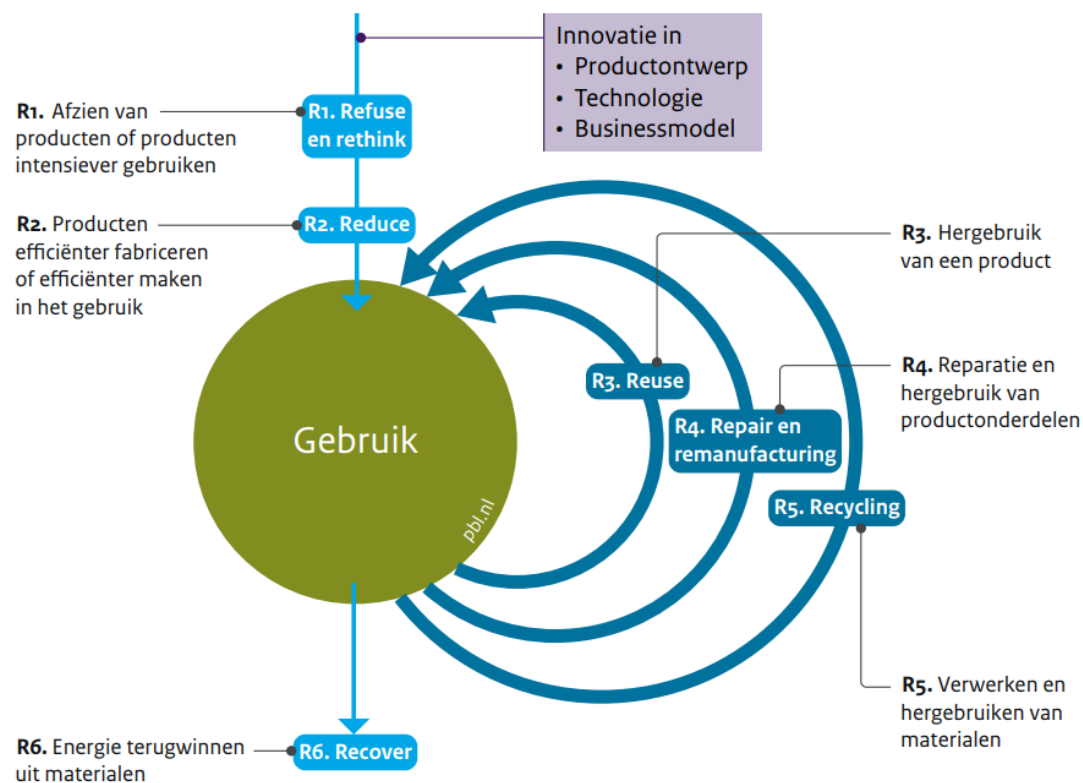 Innovatie in
• Productontwerp
• Technologie
• Businessmodel
R1. Afzien van
producten of producten
intensiever gebruiken
R1. Refuse
en rethink
R2. Producten
efficiënter fabriceren
of efficiënter maken
in het gebruik
R2. Reduce
R3. Hergebruik
van een product
R3. Reuse
R4. Reparatie en
hergebruik van
productonderdelen
R4. Repair en
remanufacturing
Gebruik
pbl.nl
R5. Recycling
R5. Verwerken en
hergebruiken van
materialen
R6. Energie terugwinnen
uit materialen
R6. Recover